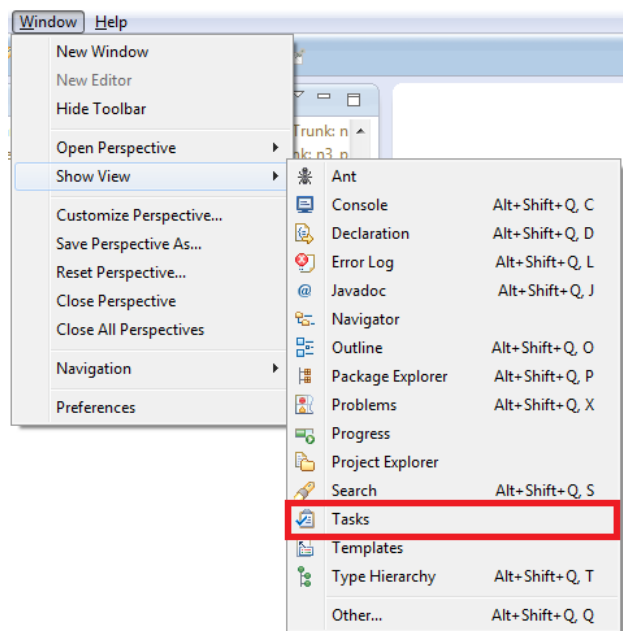 Window Help
New Window
New Editor
Hide Toolbar
Trunk: n
Open Perspective
nk: n3_p
Show View
Ant
Console Alt+Shift+Q, C
Customize Perspective...
Declaration Alt+Shift+Q, D
Save Perspective As...
Error Log Alt+Shift+Q, L
Reset Perspective...
Javadoc Alt+Shift+Q, J
Close Perspective
Navigator
Close All Perspectives
Outline Alt+Shift+Q, O
Navigation
Package Explorer Alt+Shift+Q, P
Preferences
Problems Alt+Shift+Q, X
Progress
Project Explorer
Search Alt+Shift+Q, S
Tasks
Templates
Type Hierarchy Alt+Shift+Q, T
Other... Alt+Shift+Q, Q